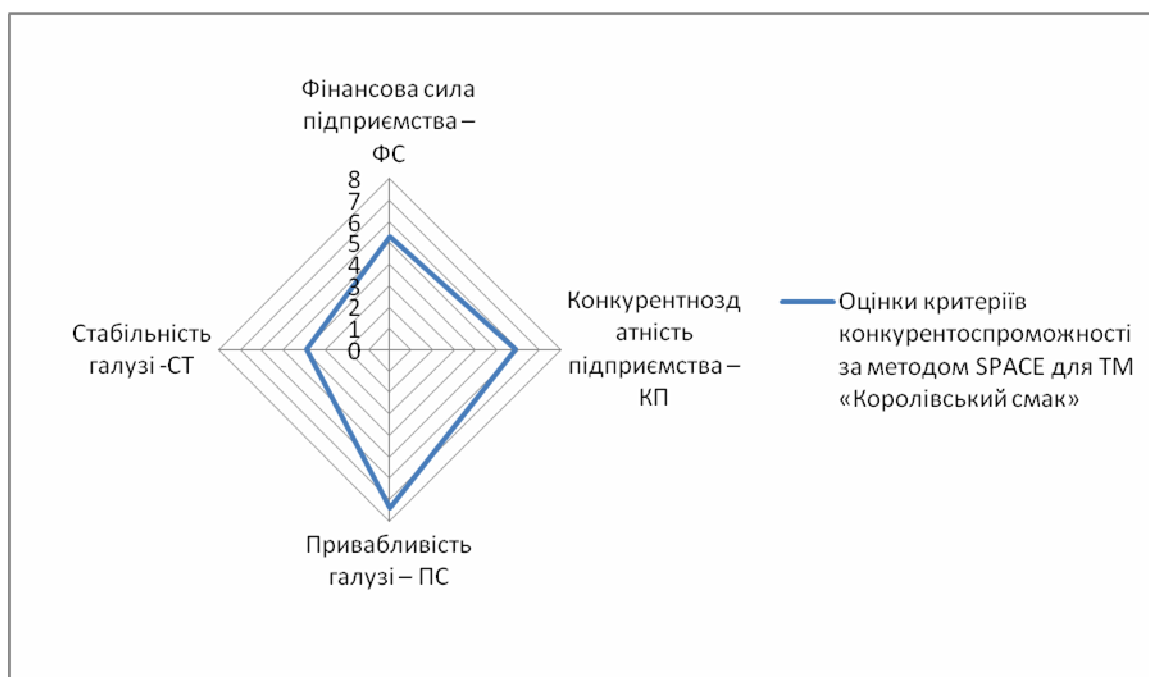 Фінансова сила
підприємства –
ФС
8
7
6
5
4
3
2
1
0
Конкурентнозд
атність
підприємства –
КП
Привабливість
галузі – ПС
Стабільність
галузі -СТ
Оцінки критеріїв
конкурентоспроможності
за методом SPACE для ТМ
«Королівський смак»